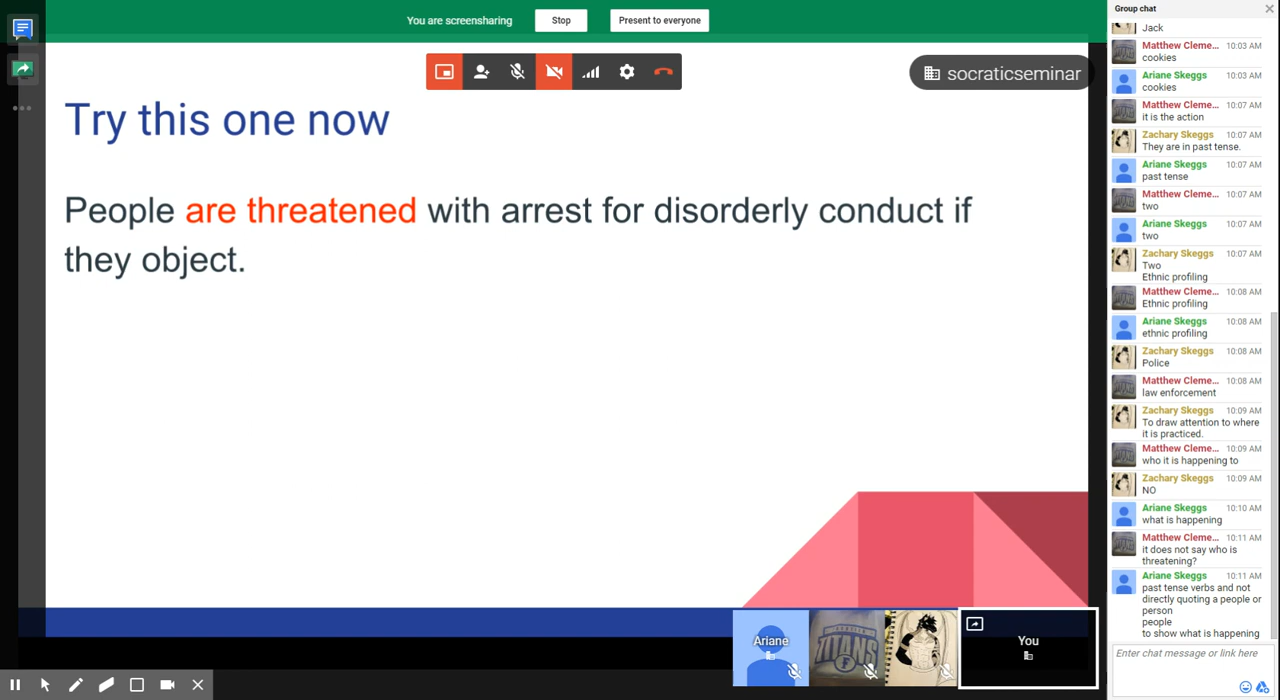 You are screensharing
Stop
Present to everyone
socraticseminar
Try this one now
People are threatened with arrest for disorderly conduct if
they object.
Ariane
TITANS
You
Group chat
Jack
Matthew Cleme... 10:03 AM
cookies
Ariane Skeggs 10:03 AM
cookies
Matthew Cleme... 10:07 AM
it is the action
Zachary Skeggs 10:07 AM
They are in past tense.
Ariane Skeggs 10:07 AM
past tense
Matthew Cleme... 10:07 AM
two
Ariane Skeggs 10:07 AM
two
Zachary Skeggs 10:07 AM
Two
Ethnic profiling
Matthew Cleme... 10:08 AM
Ethnic profiling
Ariane Skeggs 10:08 AM
ethnic profiling
Zachary Skeggs 10:08 AM
Police
Matthew Cleme... 10:08 AM
law enforcement
Zachary Skeggs 10:09 AM
To draw attention to where
it is practiced.
Matthew Cleme... 10:09 AM
who it is happening to
Zachary Skeggs 10:09 AM
NO
Ariane Skeggs 10:10 AM
what is happening
Matthew Cleme... 10:11 AM
it does not say who is
threatening?
Ariane Skeggs 10:11 AM
past tense verbs and not
directly quoting a people or
person
people
to show what is happening
Enter chat message or link here